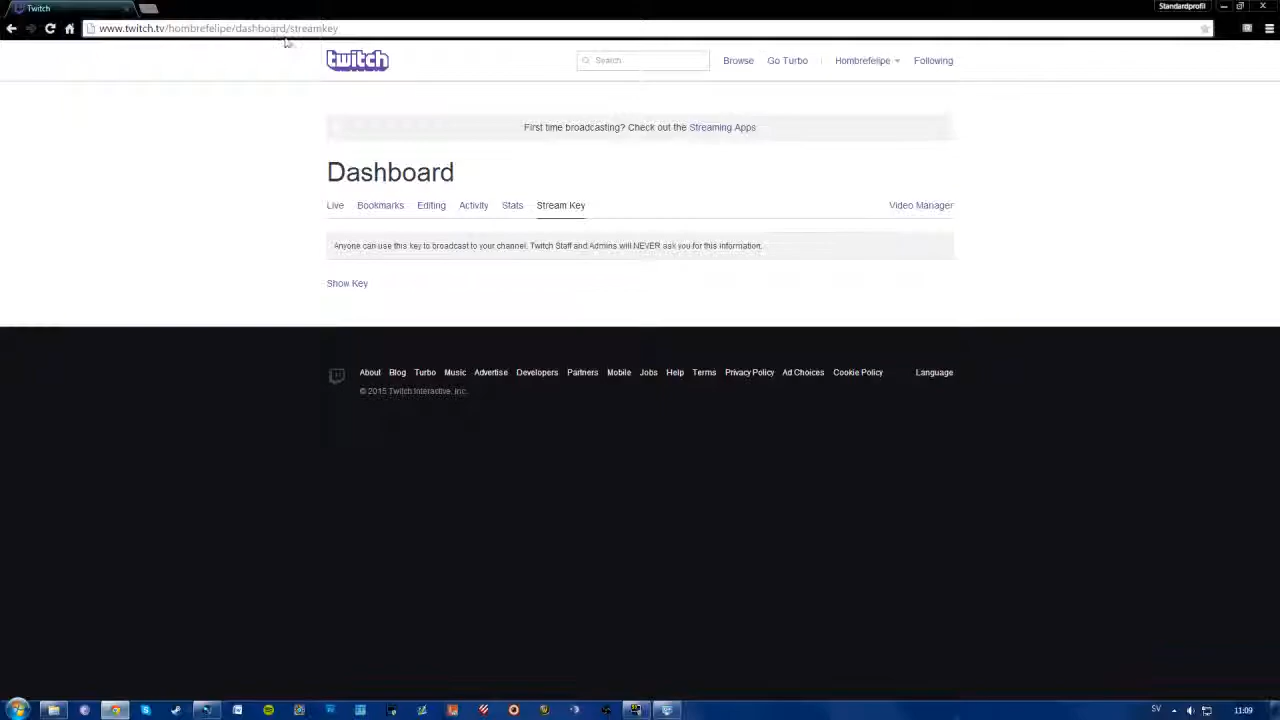 Twitch
Standardprofil
www.twitch.tv/hombrefelipe/dashboard/streamkey
twitch
Search
Browse
Go Turbo
Hombrefelipe
Following
First time broadcasting? Check out the Streaming Apps
Dashboard
Live
Bookmarks
Editing
Activity
Stats
Stream Key
Video Manager
Anyone can use this key to broadcast to your channel. Twitch Staff and Admins will NEVER ask you for this information.
Show Key
About
Blog
Turbo
Music
Advertise
Developers
Partners
Mobile
Jobs
Help
Terms
Privacy Policy
Ad Choices
Cookie Policy
Language
© 2015 Twitch Interactive, Inc.
SV
11:09